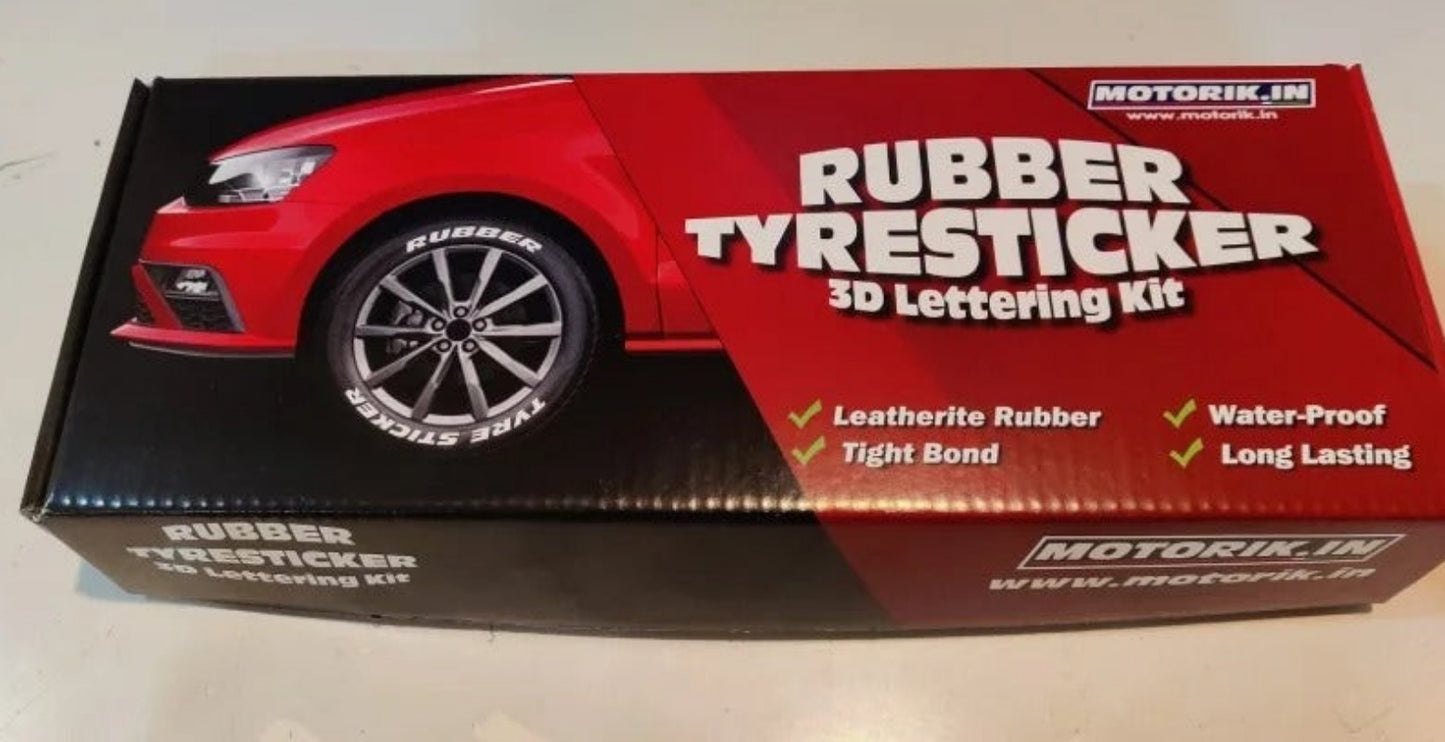 MOTORIK.IN
www.motorik.in
RUBBER
TYRESTICKER
3D Lettering Kit
RUBBER
TYRE STICKER
Leatherite Rubber
Water-Proof
Tight Bond
Long Lasting
RUBBER
TYRESTICKER
3D Lettering Kit
MOTORIK.IN
www.motorik.in